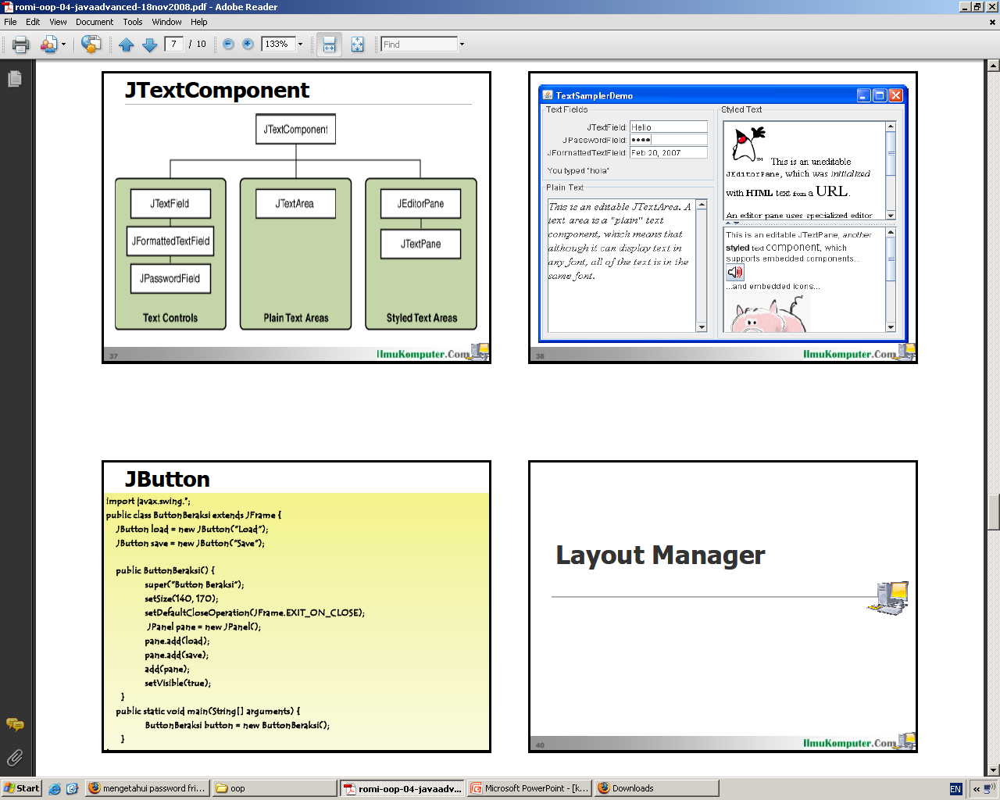 romi-oop-04-javaadvanced-18nov2008.pdf - Adobe Reader
File Edit View Document Tools Window Help
7 / 10 133% Find
JTextComponent
JTextComponent
JTextField
JFormattedTextField
JPasswordField
Text Controls
JTextArea
Plain Text Areas
JEditorPane
JTextPane
Styled Text Areas
37
IlmuKomputer.Com
TextSamplerDemo
Text Fields
JTextField: Hello
JPasswordField: ••••
JFormattedTextField: Feb 20, 2007
You typed "hola"
Plain Text
This is an editable JTextArea. A
text area is a "plain" text
component, which means that
although it can display text in
any font, all of the text is in the
same font.
Styled Text
TM This is an uneditable
JEditorPane, which was initialized
with HTML text from a URL.
An editor pane uses specialized editor
This is an editable JTextPane, another
styled text component, which
supports embedded components...
...and embedded icons...
38
IlmuKomputer.Com
JButton
import javax.swing.*;
public class ButtonBeraksi extends JFrame {
JButton load = new JButton("Load");
JButton save = new JButton("Save");
public ButtonBeraksi() {
super("Button Beraksi");
setSize(140, 170);
setDefaultCloseOperation(JFrame.EXIT_ON_CLOSE);
JPanel pane = new JPanel();
pane.add(load);
pane.add(save);
add(pane);
setVisible(true);
}
public static void main(String[] arguments) {
ButtonBeraksi button = new ButtonBeraksi();
}
Layout Manager
40
IlmuKomputer.Com
Start mengetahui password fri... oop romi-oop-04-javaadv... Microsoft PowerPoint - [k... Downloads EN «